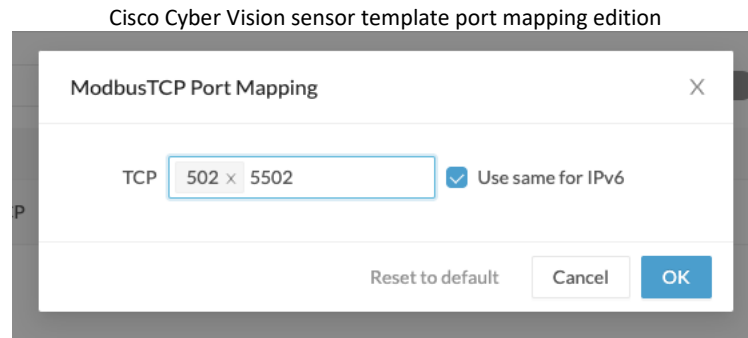 Cisco Cyber Vision sensor template port mapping edition
ModbusTCP Port Mapping X
TCP 502 x 5502 Use same for IPv6
P
Reset to default Cancel OK